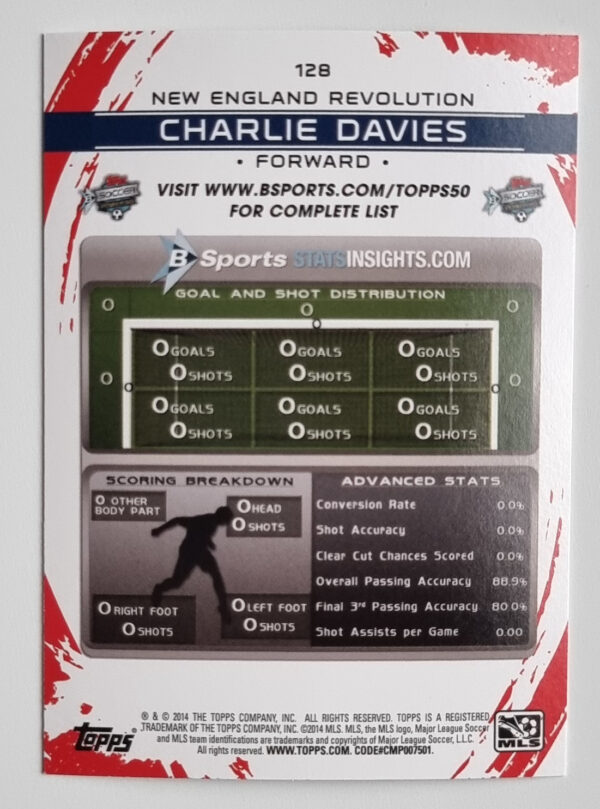 128
NEW ENGLAND REVOLUTION
CHARLIE DAVIES
• FORWARD •
VISIT WWW.BSPORTS.COM/TOPPS50
FOR COMPLETE LIST
SOCCER
SOCCER
B Sports STATSINSIGHTS.COM
GOAL AND SHOT DISTRIBUTION
0 0 0
0
0 GOALS 0 GOALS 0 GOALS
0 SHOTS 0 SHOTS 0 SHOTS
0 0 0 0
0 GOALS 0 GOALS 0 GOALS
0 SHOTS 0 SHOTS 0 SHOTS
SCORING BREAKDOWN
0 OTHER
BODY PART
0 HEAD
0 SHOTS
0 RIGHT FOOT
0 SHOTS
0 LEFT FOOT
0 SHOTS
ADVANCED STATS
Conversion Rate 0.0%
Shot Accuracy 0.0%
Clear Cut Chances Scored 0.0%
Overall Passing Accuracy 88.9%
Final 3rd Passing Accuracy 80.0%
Shot Assists per Game 0.00
Topps
® & © 2014 THE TOPPS COMPANY, INC. ALL RIGHTS RESERVED. TOPPS IS A REGISTERED
TRADEMARK OF THE TOPPS COMPANY, INC. ©2014 MLS. MLS, the MLS logo, Major League Soccer
and MLS team identifications are trademarks and copyrights of Major League Soccer, L.L.C.
All rights reserved. WWW.TOPPS.COM. CODE#CMP007501.
MLS